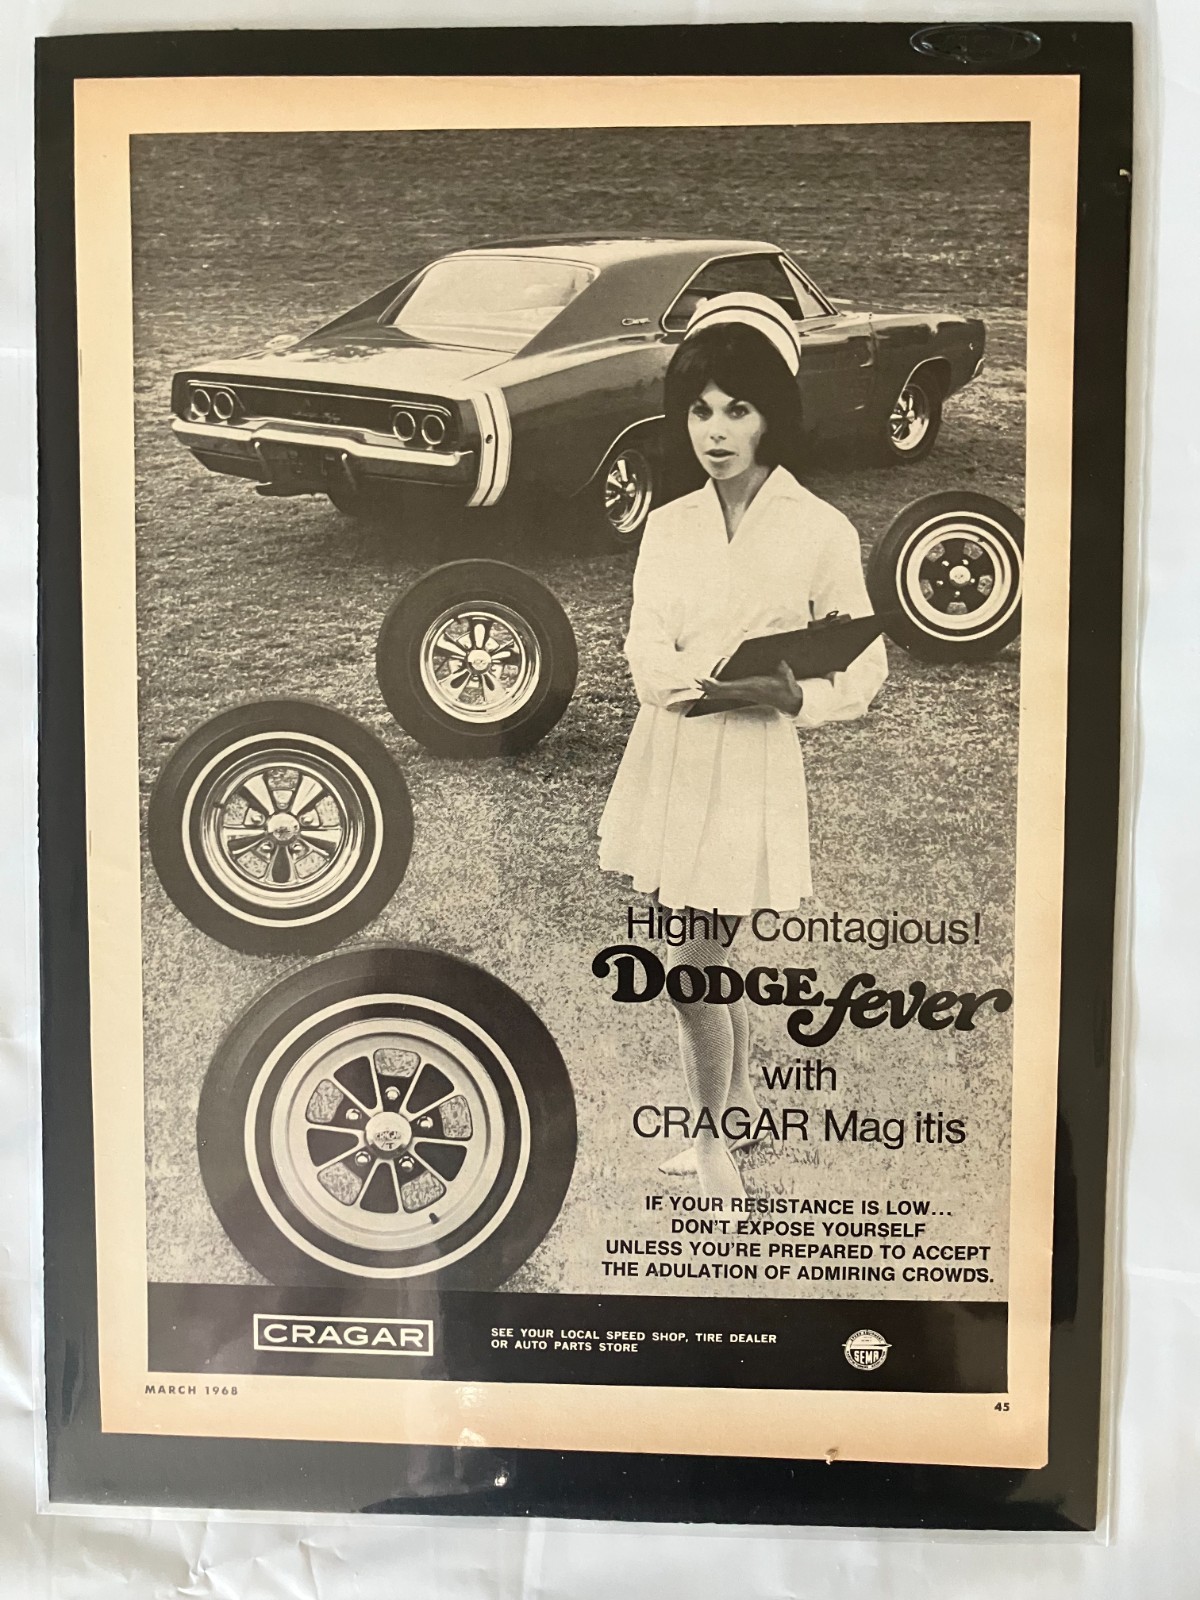 Highly Contagious!
DODGE fever
with
CRAGAR Mag itis
IF YOUR RESISTANCE IS LOW...
DON'T EXPOSE YOURSELF
UNLESS YOU'RE PREPARED TO ACCEPT
THE ADULATION OF ADMIRING CROWDS.
CRAGAR
SEE YOUR LOCAL SPEED SHOP, TIRE DEALER
OR AUTO PARTS STORE
SEMA
MARCH 1968
45